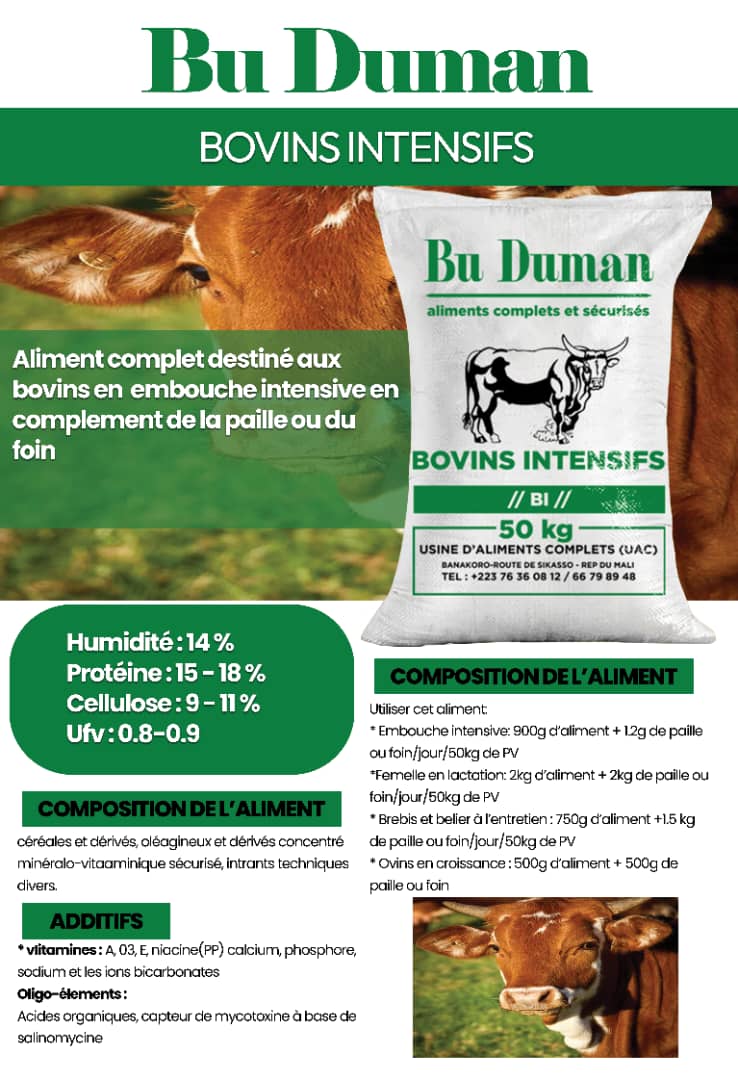 Bu Duman
BOVINS INTENSIFS
Aliment complet destiné aux
bovins en embouche intensive en
complement de la paille ou du
foin
Bu Duman
aliments complets et sécurisés
BOVINS INTENSIFS
// BI //
50 kg
USINE D'ALIMENTS COMPLETS (UAC)
BANAKORO-ROUTE DE SIKASSO - REP DU MALI
TEL : +223 76 36 08 12 / 66 79 89 48
Humidité : 14 %
Protéine : 15 - 18 %
Cellulose : 9 - 11 %
Ufv : 0.8-0.9
COMPOSITION DE L'ALIMENT
céréales et dérivés, oléagineux et dérivés concentré
minéralo-vitaaminique sécurisé, intrants techniques
divers.
ADDITIFS
* vlitamines : A, 03, E, niacine(PP) calcium, phosphore,
sodium et les ions bicarbonates
Oligo-élements :
Acides organiques, capteur de mycotoxine à base de
salinomycine
COMPOSITION DE L'ALIMENT
Utiliser cet aliment:
* Embouche intensive: 900g d'aliment + 1.2g de paille
ou foin/jour/50kg de PV
*Femelle en lactation: 2kg d'aliment + 2kg de paille ou
foin/jour/50kg de PV
* Brebis et belier à l'entretien : 750g d'aliment +1.5 kg
de paille ou foin/jour/50kg de PV
* Ovins en croissance : 500g d'aliment + 500g de
paille ou foin